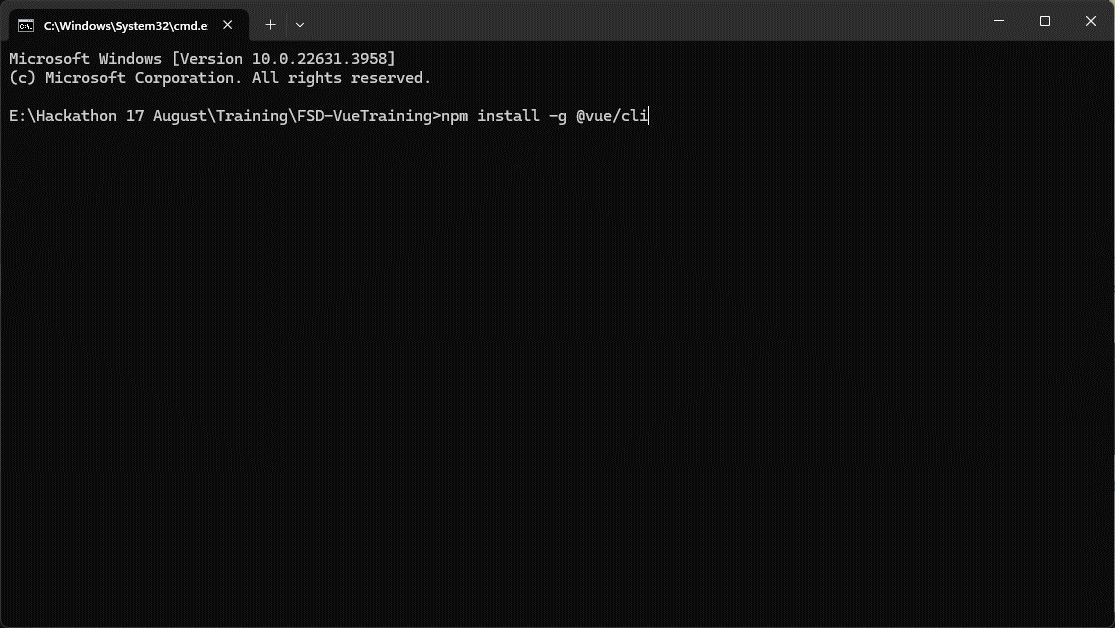 C:\Windows\System32\cmd.e
Microsoft Windows [Version 10.0.22631.3958]
(c) Microsoft Corporation. All rights reserved.
E:\Hackathon 17 August\Training\FSD-VueTraining>npm install -g @vue/cli